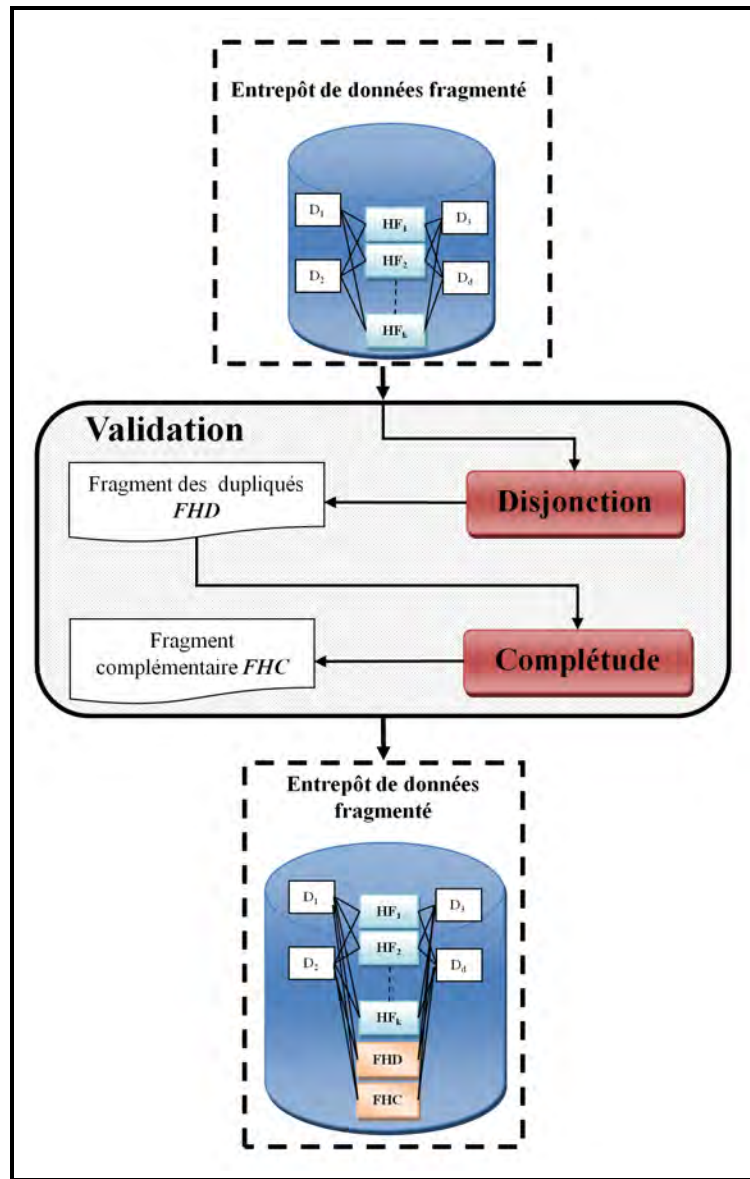 Entrepôt de données fragmenté
D1
HF1
D3
HF2
D2
Dd
HFk
Validation
Fragment des dupliqués
FHD
Disjonction
Fragment
complémentaire FHC
Complétude
Entrepôt de données
fragmenté
D1
HF1
D3
HF2
D2
Dd
HFk
FHD
FHC